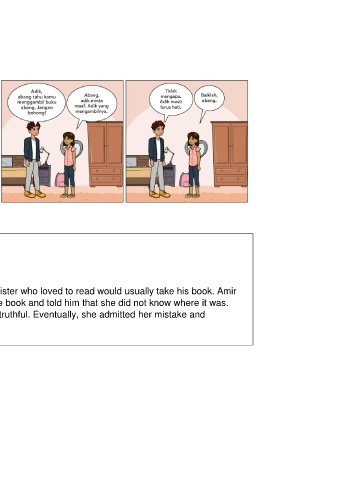 Adik,
abang tahu kamu
mengambil buku
abang. Jangan
bohong!
Abang,
adik minta
maaf. Adik yang
mengambilnya.
Tidak
mengapa.
Adik mesti
lurus hati.
Baiklah,
abang.
ister who loved to read would usually take his book. Amir
e book and told him that she did not know where it was.
truthful. Eventually, she admitted her mistake and